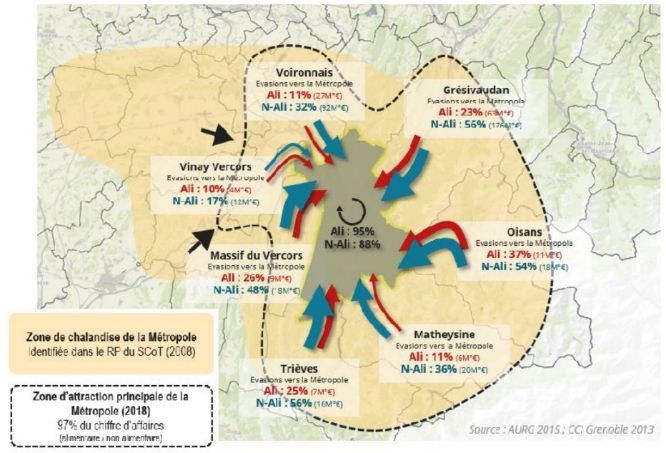 Voironnais
Evasions vers la Métropole
Ali : 11% (27M°€)
N-Ali : 32% (92M°€)
Grésivaudan
Evasions vers la Métropole
Ali : 23% (63M°€)
N-Ali : 56% (176M°€)
Vinay Vercors
Evasions vers la Métropole
Ali : 10% (4M°€)
N-Ali : 17% (12M°€)
Ali : 95%
N-Ali : 88%
Oisans
Evasions vers la Métropole
Ali : 37% (11M°€)
N-Ali : 54% (18M°€)
Massif du Vercors
Evasions vers la Métropole
Ali : 26% (9M°€)
N-Ali : 48% (18M°€)
Matheysine
Evasions vers la Métropole
Ali : 11% (6M°€)
N-Ali : 36% (20M°€)
Trièves
Evasions vers la Métropole
Ali : 25% (7M°€)
N-Ali : 56% (16M°€)
Zone de chalandise de la Métropole
Identifiée dans le RP du SCoT (2008)
Zone d'attraction principale de la
Métropole (2018)
97% du chiffre d'affaires
(alimentaire / non alimentaire)
Source : AURG 2015 ; CCI Grenoble 2013